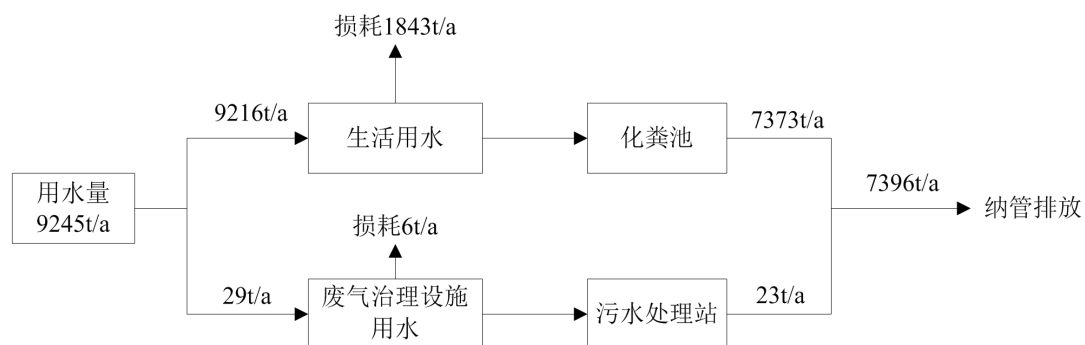 损耗1843t/a
9216t/a
生活用水
化粪池
7373t/a
用水量
9245t/a
7396t/a
纳管排放
损耗6t/a
29t/a
废气治理设施
用水
污水处理站
23t/a